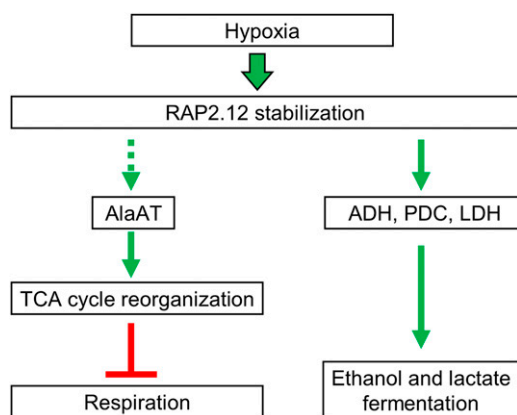 Hypoxia
RAP2.12 stabilization
AlaAT
ADH, PDC, LDH
TCA cycle reorganization
Respiration
Ethanol and lactate
fermentation